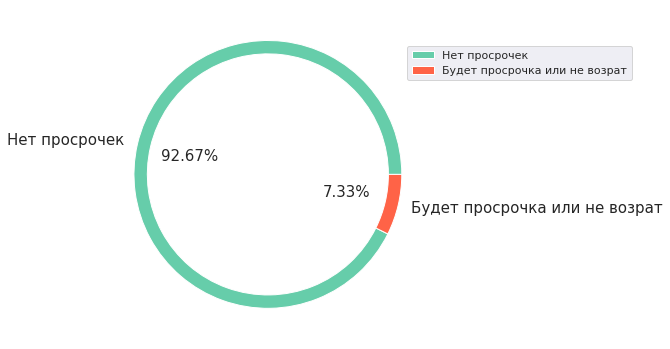 Нет просрочек
Будет просрочка или не возрат
Нет просрочек
92.67%
7.33%
Будет просрочка или не возрат